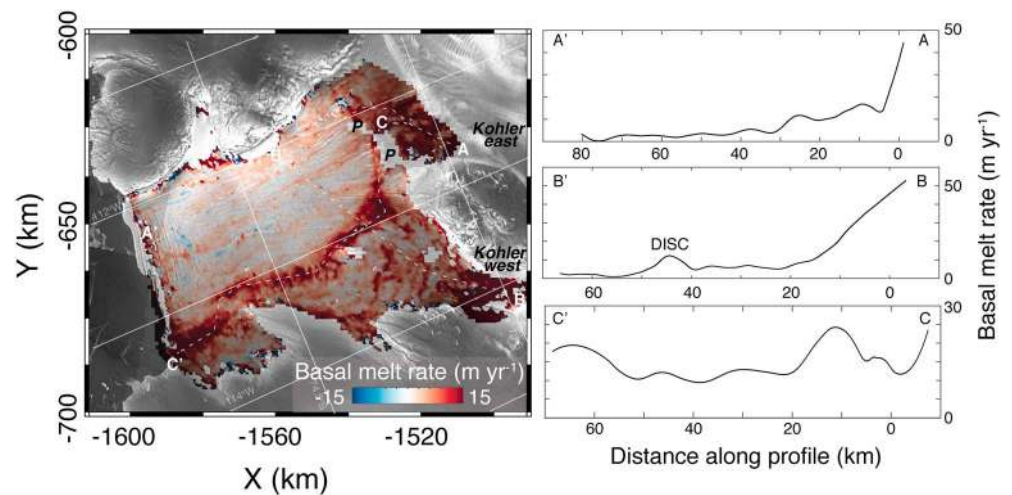 -600
-650
-700
Y (km)
-1600
-1560
-1520
X (km)
P
C
P
A
Kohler
east
A'
Kohler
west
B
C'
112°W
114°W
Basal melt rate (m yr-1)
-15
15
A'
A
50
0
80
60
40
20
0
B'
B
50
DISC
0
60
40
20
0
C'
C
30
0
60
40
20
0
Distance along profile (km)
Basal melt rate (m yr-1)